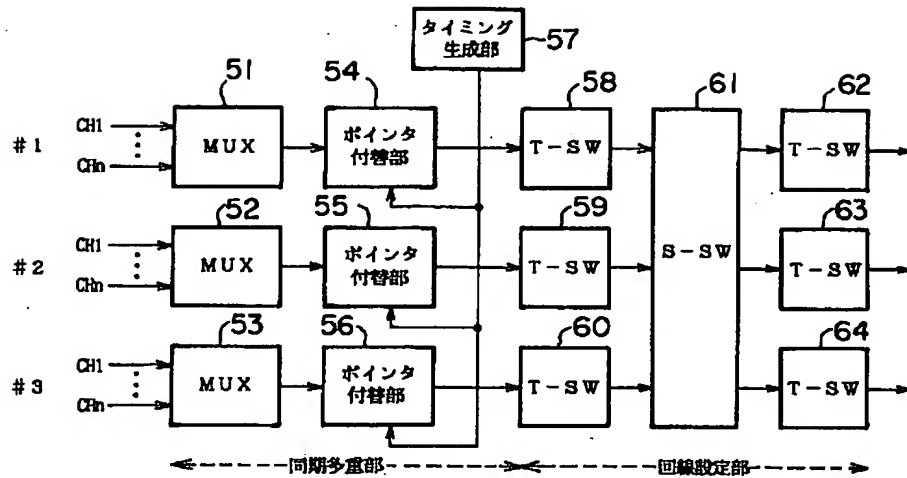 タイミング
生成部
57
51
54
58
61
62
#1
CH1
CHn
MUX
ポインタ
付替部
T-SW
T-SW
52
55
59
63
#2
CH1
CHn
MUX
ポインタ
付替部
T-SW
S-SW
T-SW
53
56
60
64
#3
CH1
CHn
MUX
ポインタ
付替部
T-SW
T-SW
同期多重部
回線設定部